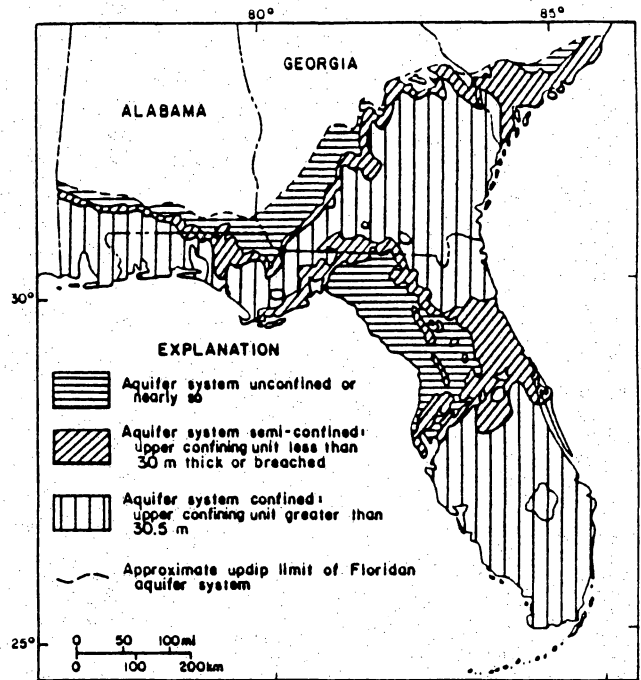 80° 85°
GEORGIA
ALABAMA
30°
EXPLANATION
Aquifer system unconfined or
nearly so
Aquifer system semi-confined:
upper confining unit less than
30 m thick or breached
Aquifer system confined:
upper confining unit greater than
30.5 m
Approximate updip limit of Floridan
aquifer system
25°
0 50 100 mi
0 100 200 km